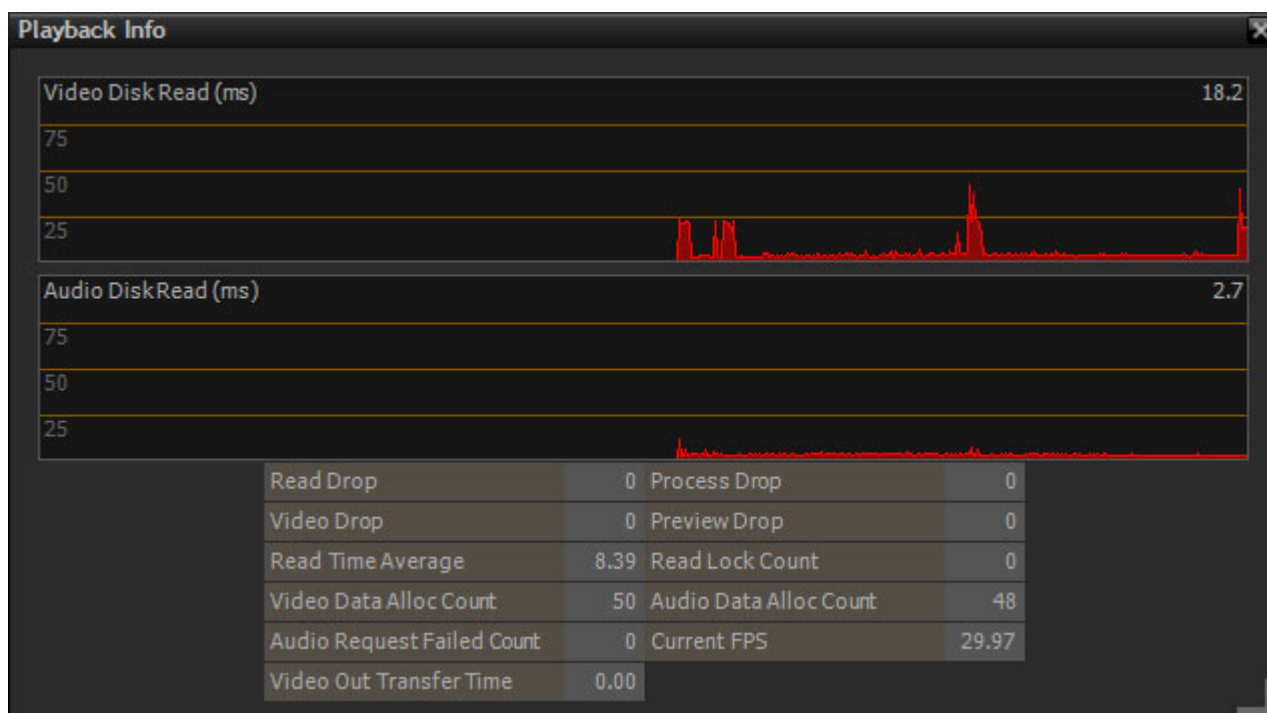 Playback Info
Video Disk Read (ms) 18.2
75
50
25
Audio DiskRead (ms) 2.7
75
50
25
Read Drop 0 Process Drop 0
Video Drop 0 Preview Drop 0
Read Time Average 8.39 Read Lock Count 0
Video Data Alloc Count 50 Audio Data Alloc Count 48
Audio Request Failed Count 0 Current FPS 29.97
Video Out Transfer Time 0.00